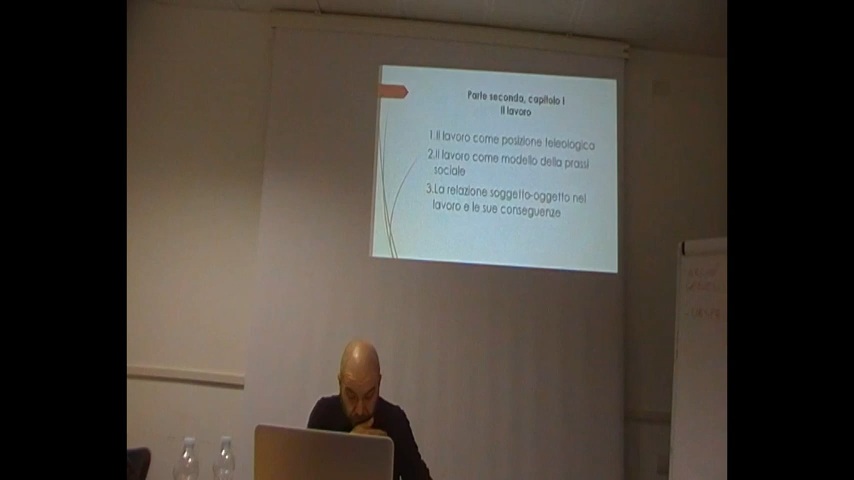 Parte seconda, capitolo I
Il lavoro
1.Il lavoro come posizione teleologica
2.Il lavoro come modello della prassi
sociale
3.La relazione soggetto-oggetto nel
lavoro e le sue conseguenze